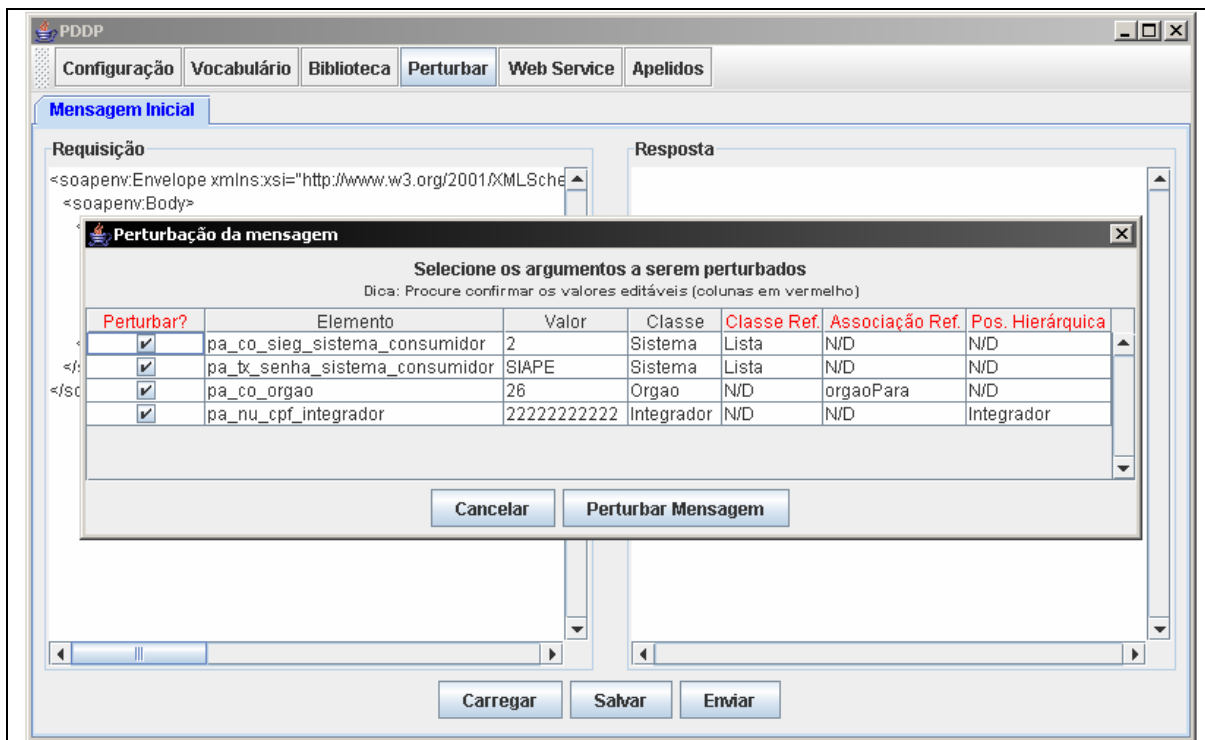 PDDP
Configuração Vocabulário Biblioteca Perturbar Web Service Apelidos
Mensagem Inicial
Requisição Resposta
<soapenv:Envelope xmlns:xsi="http://www.w3.org/2001/XMLSche
<soapenv:Body>
Perturbação da mensagem
Selecione os argumentos a serem perturbados
Dica: Procure confirmar os valores editáveis (colunas em vermelho)
Perturbar? Elemento Valor Classe Classe Ref. Associação Ref. Pos. Hierárquica
pa_co_sieg_sistema_consumidor 2 Sistema Lista N/D N/D
pa_tx_senha_sistema_consumidor SIAPE Sistema Lista N/D N/D
pa_co_orgao 26 Orgao N/D orgaoPara N/D
pa_nu_cpf_integrador 22222222222 Integrador N/D N/D Integrador
Cancelar Perturbar Mensagem
Carregar Salvar Enviar